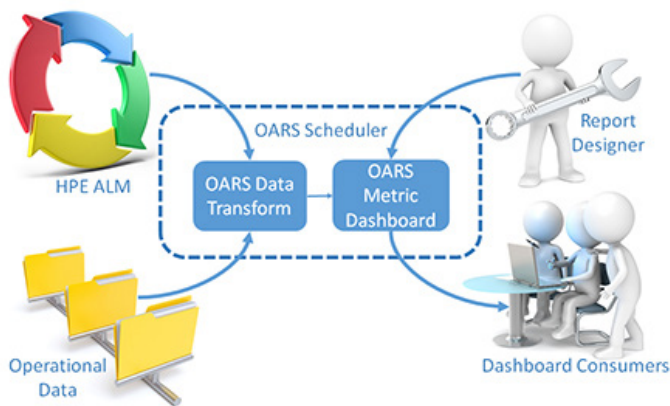 OARS Scheduler
HPE ALM
OARS Data
Transform
OARS
Metric
Dashboard
Report
Designer
Operational
Data
Dashboard Consumers